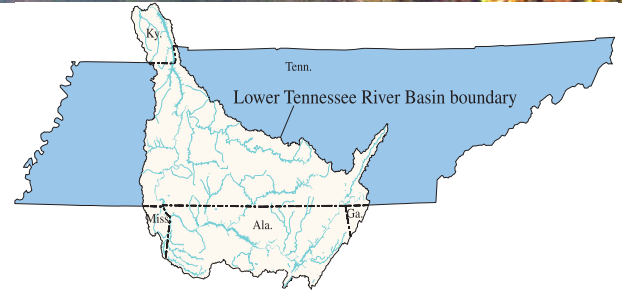 Ky.
Tenn.
Lower Tennessee River Basin boundary
Miss.
Ala.
Ga.